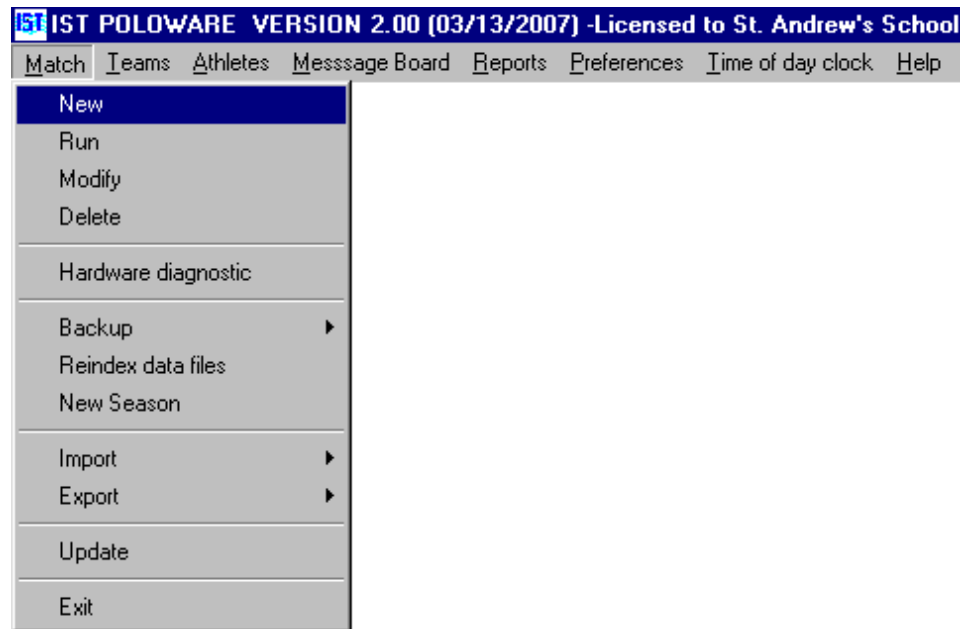 IST IST POLOWARE VERSION 2.00 (03/13/2007) -Licensed to St. Andrew's School
Match Teams Athletes Messsage Board Reports Preferences Time of day clock Help
New
Run
Modify
Delete
Hardware diagnostic
Backup
Reindex data files
New Season
Import
Export
Update
Exit